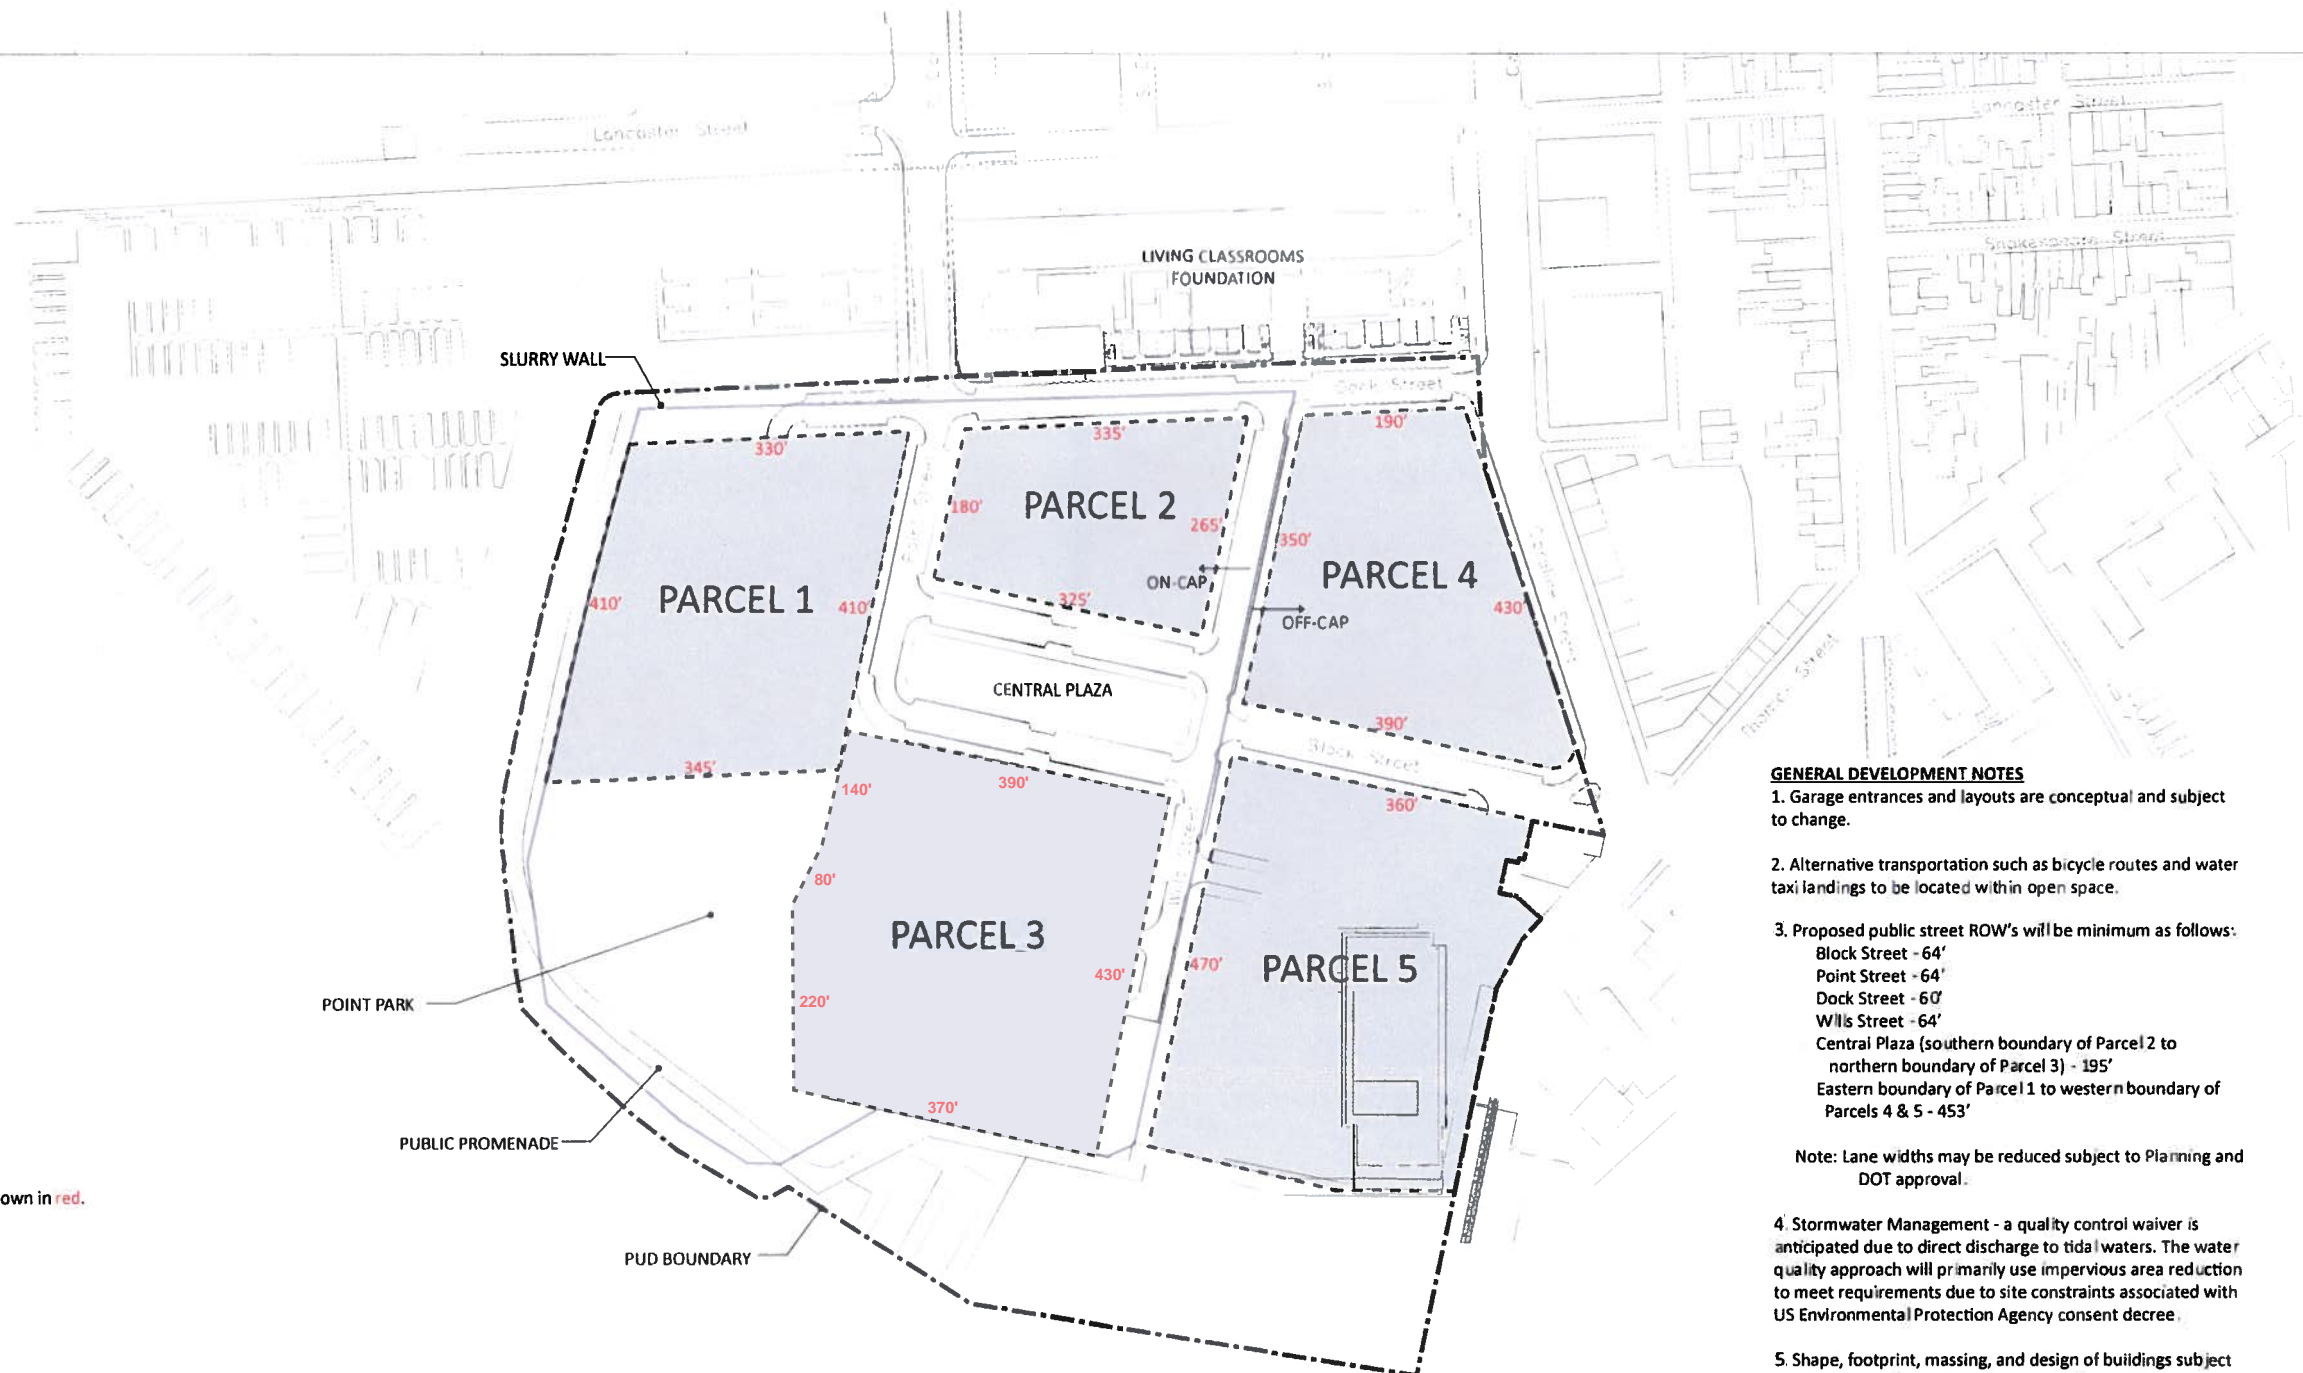 Lancaster Street
Lancaster Street
Shakespeare Street
LIVING CLASSROOMS
FOUNDATION
SLURRY WALL
Dock Street
330'
335'
190'
PARCEL 2
180'
265'
350'
PARCEL 1
410'
410'
ON-CAP
325'
PARCEL 4
430'
OFF-CAP
CENTRAL PLAZA
390'
Block Street
Thames Street
345'
140'
390'
360'
80'
PARCEL 3
430'
470'
PARCEL 5
220'
POINT PARK
370'
PUBLIC PROMENADE
own in red.
PUD BOUNDARY
GENERAL DEVELOPMENT NOTES
1. Garage entrances and layouts are conceptual and subject
to change.
2. Alternative transportation such as bicycle routes and water
taxi landings to be located within open space.
3. Proposed public street ROW's will be minimum as follows:
Block Street - 64'
Point Street - 64'
Dock Street - 60'
Wills Street - 64'
Central Plaza (southern boundary of Parcel 2 to
northern boundary of Parcel 3) - 195'
Eastern boundary of Parcel 1 to western boundary of
Parcels 4 & 5 - 453'
Note: Lane widths may be reduced subject to Planning and
DOT approval.
4. Stormwater Management - a quality control waiver is
anticipated due to direct discharge to tidal waters. The water
quality approach will primarily use impervious area reduction
to meet requirements due to site constraints associated with
US Environmental Protection Agency consent decree.
5. Shape, footprint, massing, and design of buildings subject